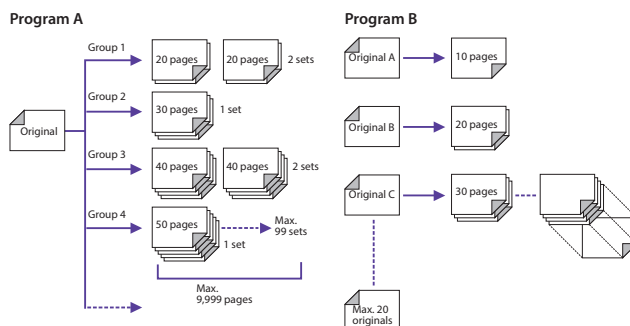 Program A
Original
Group 1
20 pages
20 pages
2 sets
Group 2
30 pages
1 set
Group 3
40 pages
40 pages
2 sets
Group 4
50 pages
1 set
Max.
99 sets
Max.
9,999 pages
Program B
Original A
10 pages
Original B
20 pages
Original C
30 pages
Max. 20
originals